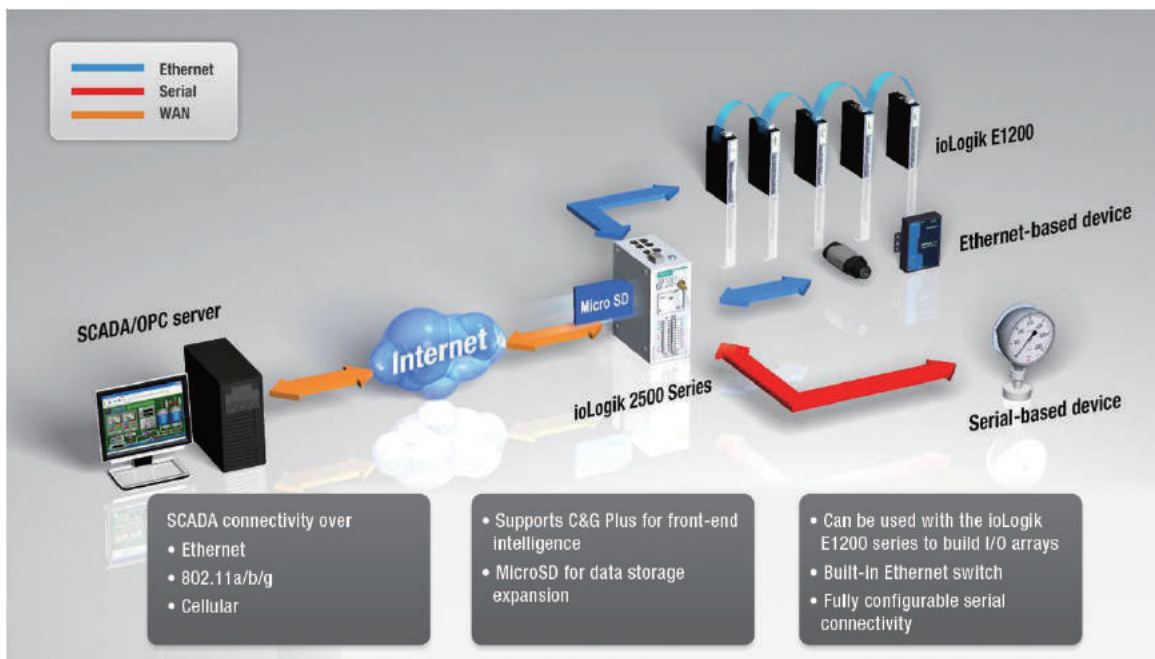 Ethernet
Serial
WAN
ioLogik E1200
Ethernet-based device
Micro SD
SCADA/OPC server
Internet
ioLogik 2500 Series
Serial-based device
SCADA connectivity over
• Ethernet
• 802.11a/b/g
• Cellular
• Supports C&G Plus for front-end
intelligence
• MicroSD for data storage
expansion
• Can be used with the ioLogik
E1200 series to build I/O arrays
• Built-in Ethernet switch
• Fully configurable serial
connectivity